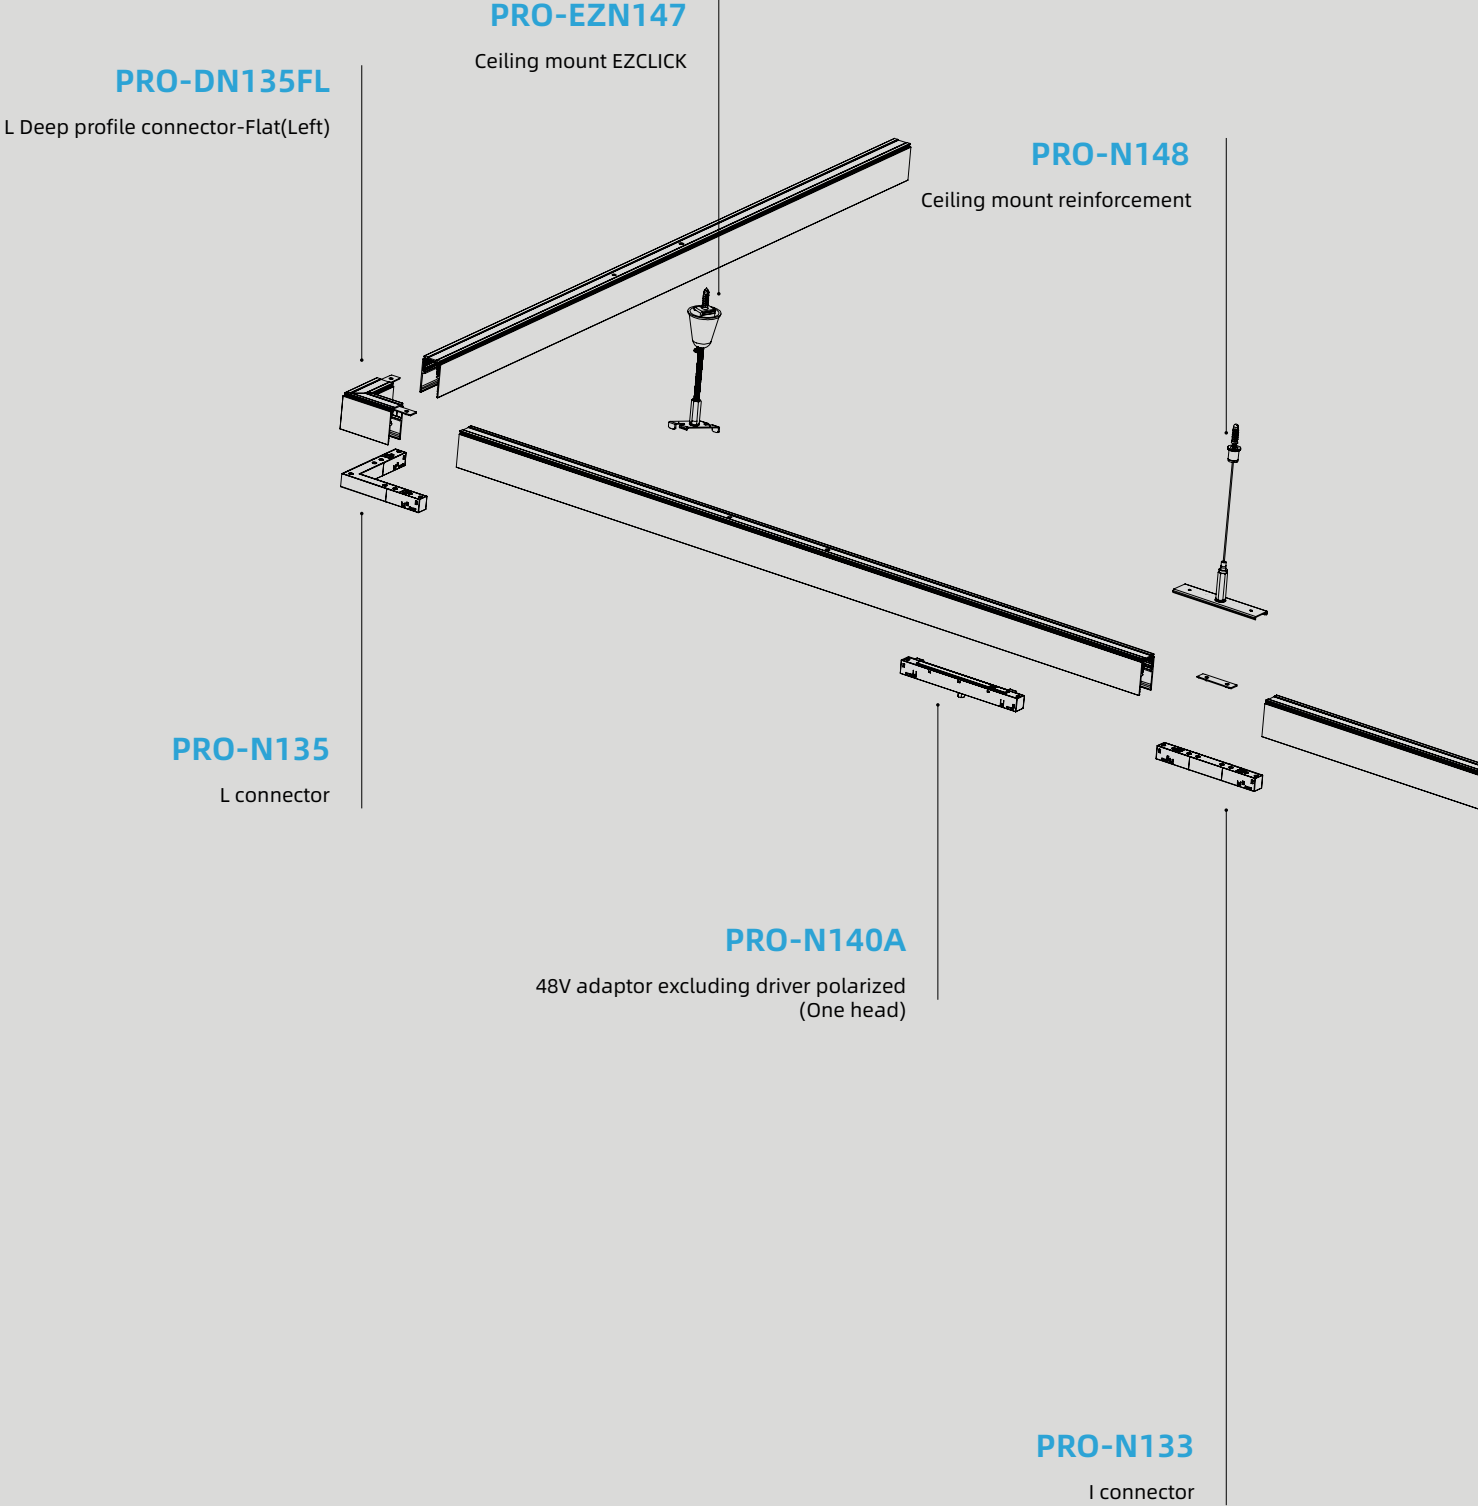 PRO-EZN147
Ceiling mount EZCLICK
PRO-DN135FL
L Deep profile connector-Flat(Left)
PRO-N148
Ceiling mount reinforcement
PRO-N135
L connector
PRO-N140A
48V adaptor excluding driver polarized
(One head)
PRO-N133
I connector